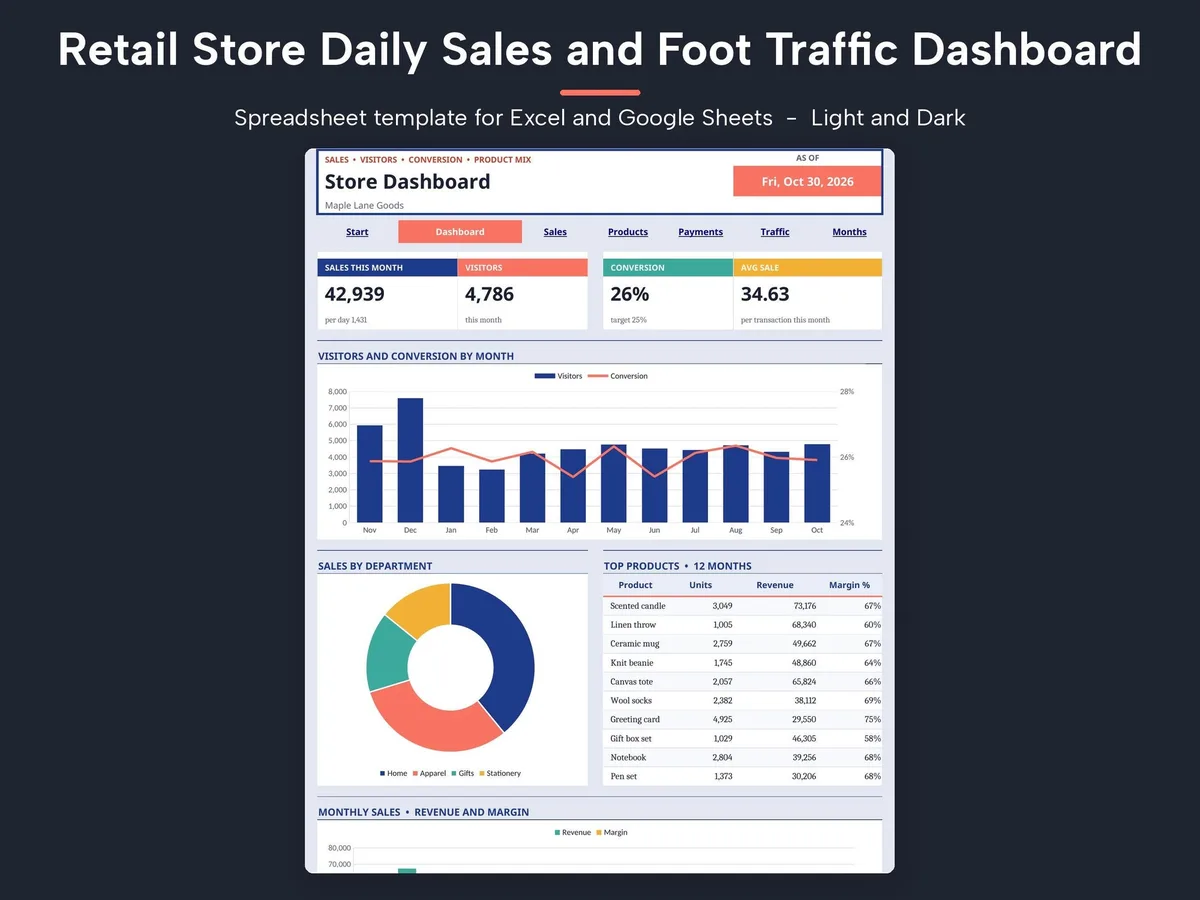 Retail Store Daily Sales and Foot Traffic Dashboard
Spreadsheet template for Excel and Google Sheets – Light and Dark
SALES • VISITORS • CONVERSION • PRODUCT MIX
AS OF
Store Dashboard
Fri, Oct 30, 2026
Maple Lane Goods
Start Dashboard Sales Products Payments Traffic Months
SALES THIS MONTH VISITORS CONVERSION AVG SALE
42,939 4,786 26% 34.63
per day 1,431 this month target 25% per transaction this month
VISITORS AND CONVERSION BY MONTH
Visitors Conversion
8,000 28%
7,000
6,000
5,000
4,000 26%
3,000
2,000
1,000
0 24%
Nov Dec Jan Feb Mar Apr May Jun Jul Aug Sep Oct
SALES BY DEPARTMENT
Home Apparel Gifts Stationery
TOP PRODUCTS • 12 MONTHS
Product Units Revenue Margin %
Scented candle 3,049 73,176 67%
Linen throw 1,005 68,340 60%
Ceramic mug 2,759 49,662 67%
Knit beanie 1,745 48,860 64%
Canvas tote 2,057 65,824 66%
Wool socks 2,382 38,112 69%
Greeting card 4,925 29,550 75%
Gift box set 1,029 46,305 58%
Notebook 2,804 39,256 68%
Pen set 1,373 30,206 68%
MONTHLY SALES • REVENUE AND MARGIN
Revenue Margin
80,000
70,000